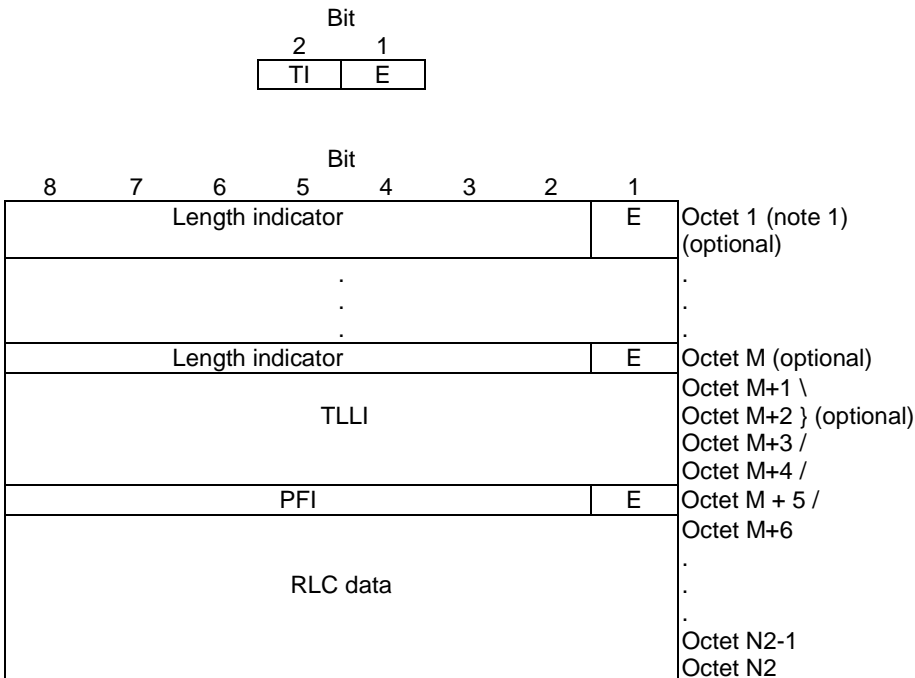 Bit
2 1
TI E
Bit
8 7 6 5 4 3 2 1
Length indicator E Octet 1 (note 1)
(optional)
. .
. .
. .
Length indicator E Octet M (optional)
Octet M+1 \
TLLI Octet M+2 } (optional)
Octet M+3 /
Octet M+4 /
PFI E Octet M + 5 /
Octet M+6
.
RLC data .
.
Octet N2-1
Octet N2